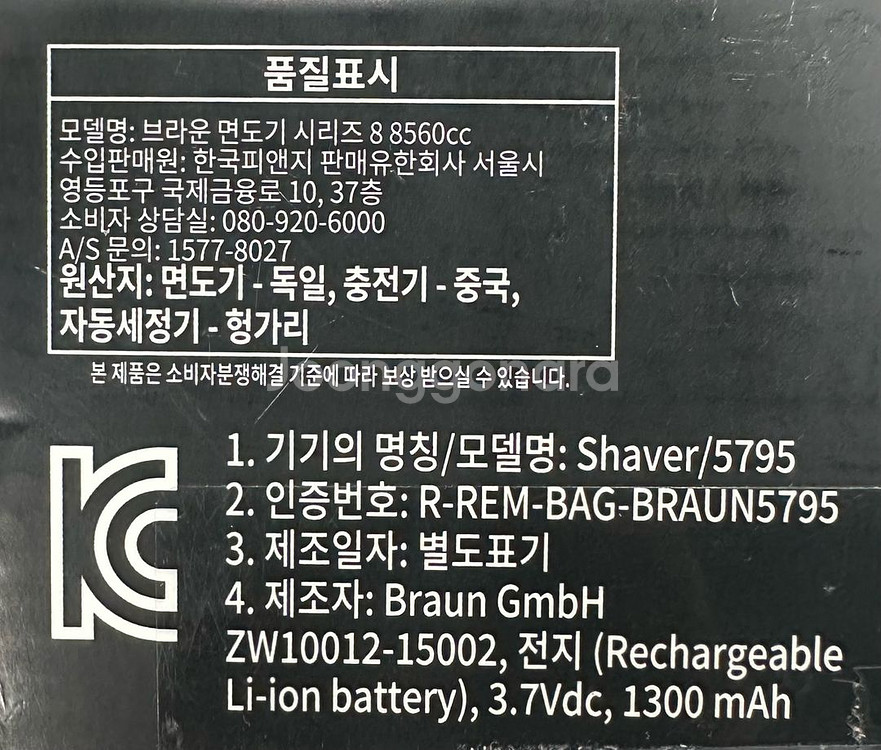 품질표시
모델명: 브라운 면도기 시리즈 8 8560cc
수입판매원: 한국피앤지 판매유한회사 서울시
영등포구 국제금융로 10, 37층
소비자 상담실: 080-920-6000
A/S 문의: 1577-8027
원산지: 면도기 - 독일, 충전기 - 중국,
자동세정기 - 헝가리
본 제품은 소비자분쟁해결 기준에 따라 보상 받으실 수 있습니다.
Joonggonara
1. 기기의 명칭/모델명: Shaver/5795
2. 인증번호: R-REM-BAG-BRAUN5795
3. 제조일자: 별도표기
4. 제조자: Braun GmbH
ZW10012-15002, 전지 (Rechargeable
Li-ion battery), 3.7Vdc, 1300 mAh